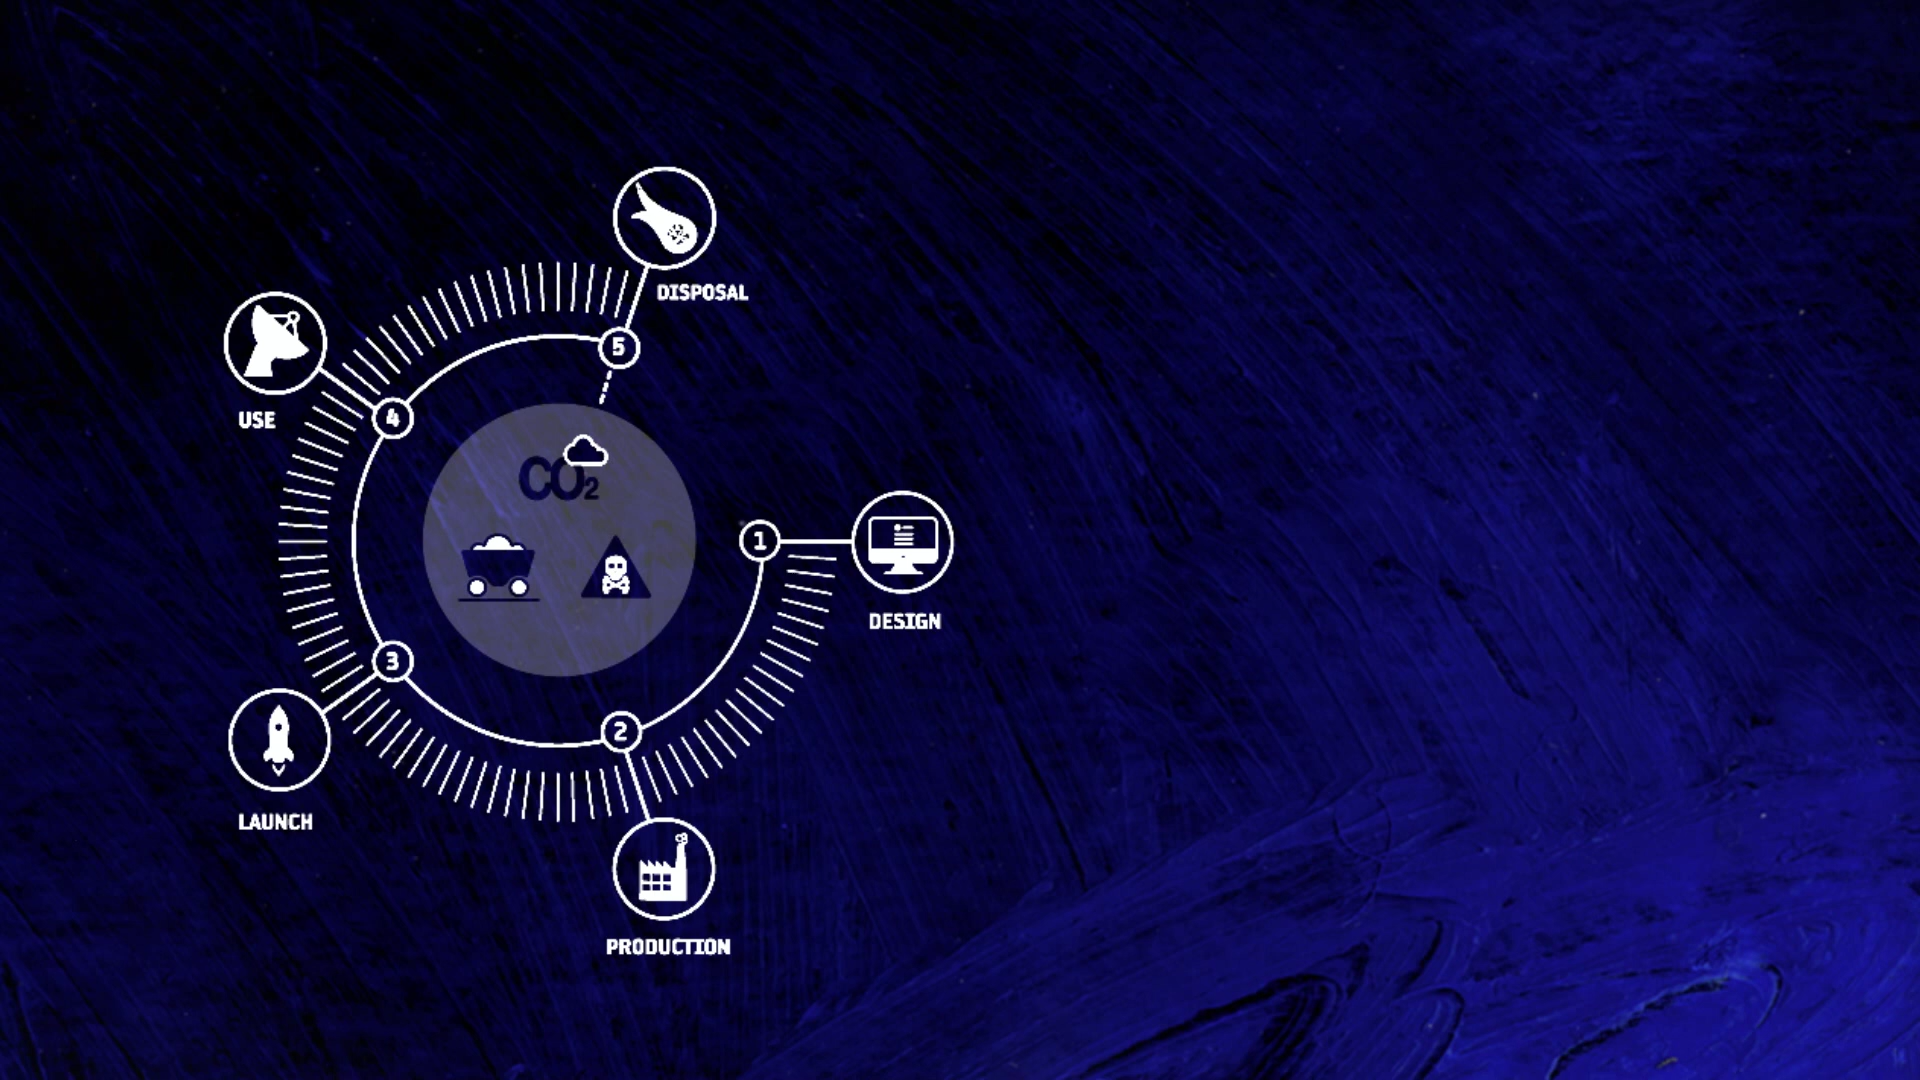 DISPOSAL
5
USE
4
CO₂
1
DESIGN
3
LAUNCH
2
PRODUCTION